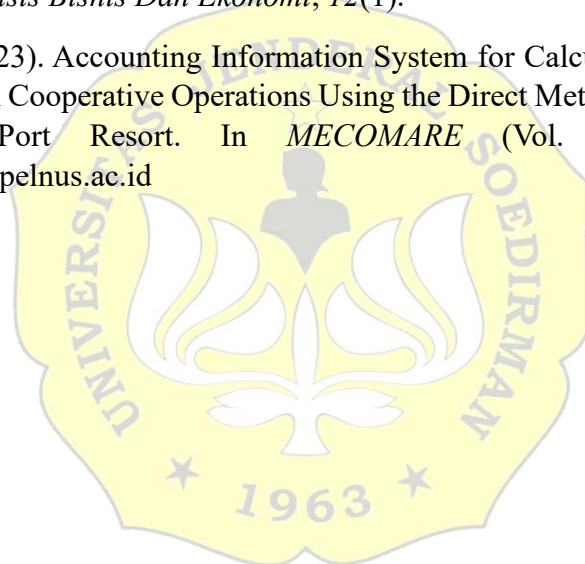 sis Bisnis Dan Ekonomi, 12(1).
23). Accounting Information System for Calcu
Cooperative Operations Using the Direct Met
Port Resort. In MECOMARE (Vol.
pelnus.ac.id
UNIVERSITAS JENDERAL SOEDIRMAN
1963